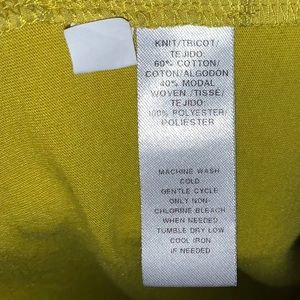 KNIT/TRICOT/
TEJIDO:
60% COTTON/
COTON/ALGODON
40% MODAL
WOVEN /TISSÉ/
TEJIDO:
100% POLYESTER/
POLIESTER
MACHINE WASH
COLD
GENTLE CYCLE
ONLY NON-
CHLORINE BLEACH
WHEN NEEDED
TUMBLE DRY LOW
COOL IRON
IF NEEDED